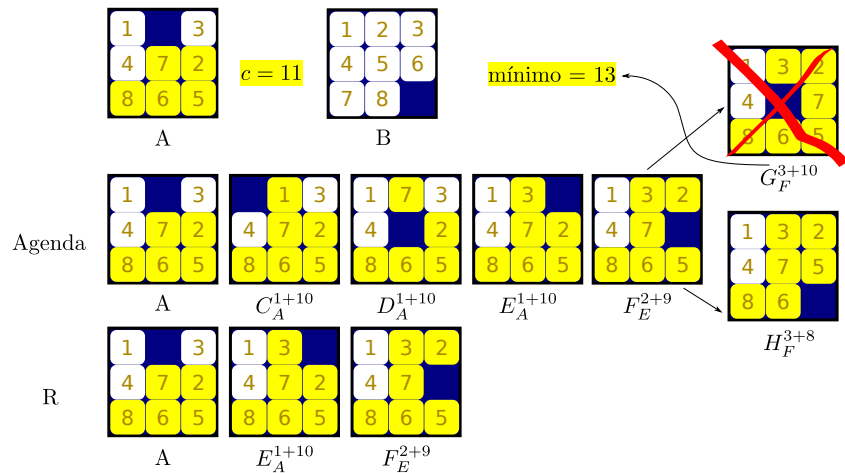 1 3 1 2 3
4 7 2 c = 11 4 5 6 mínimo = 13
8 6 5 7 8
A B
1 3 2
4 7
8 6 5
G_F^{3+10}
1 3 1 3 1 7 3 1 3 1 3 2
Agenda 4 7 2 4 7 2 4 2 4 7 2 4 7
8 6 5 8 6 5 8 6 5 8 6 5 8 6 5
A C_A^{1+10} D_A^{1+10} E_A^{1+10} F_E^{2+9}
1 3 2
4 7 5
8 6
H_F^{3+8}
1 3 1 3 1 3 2
R 4 7 2 4 7 2 4 7
8 6 5 8 6 5 8 6 5
A E_A^{1+10} F_E^{2+9}